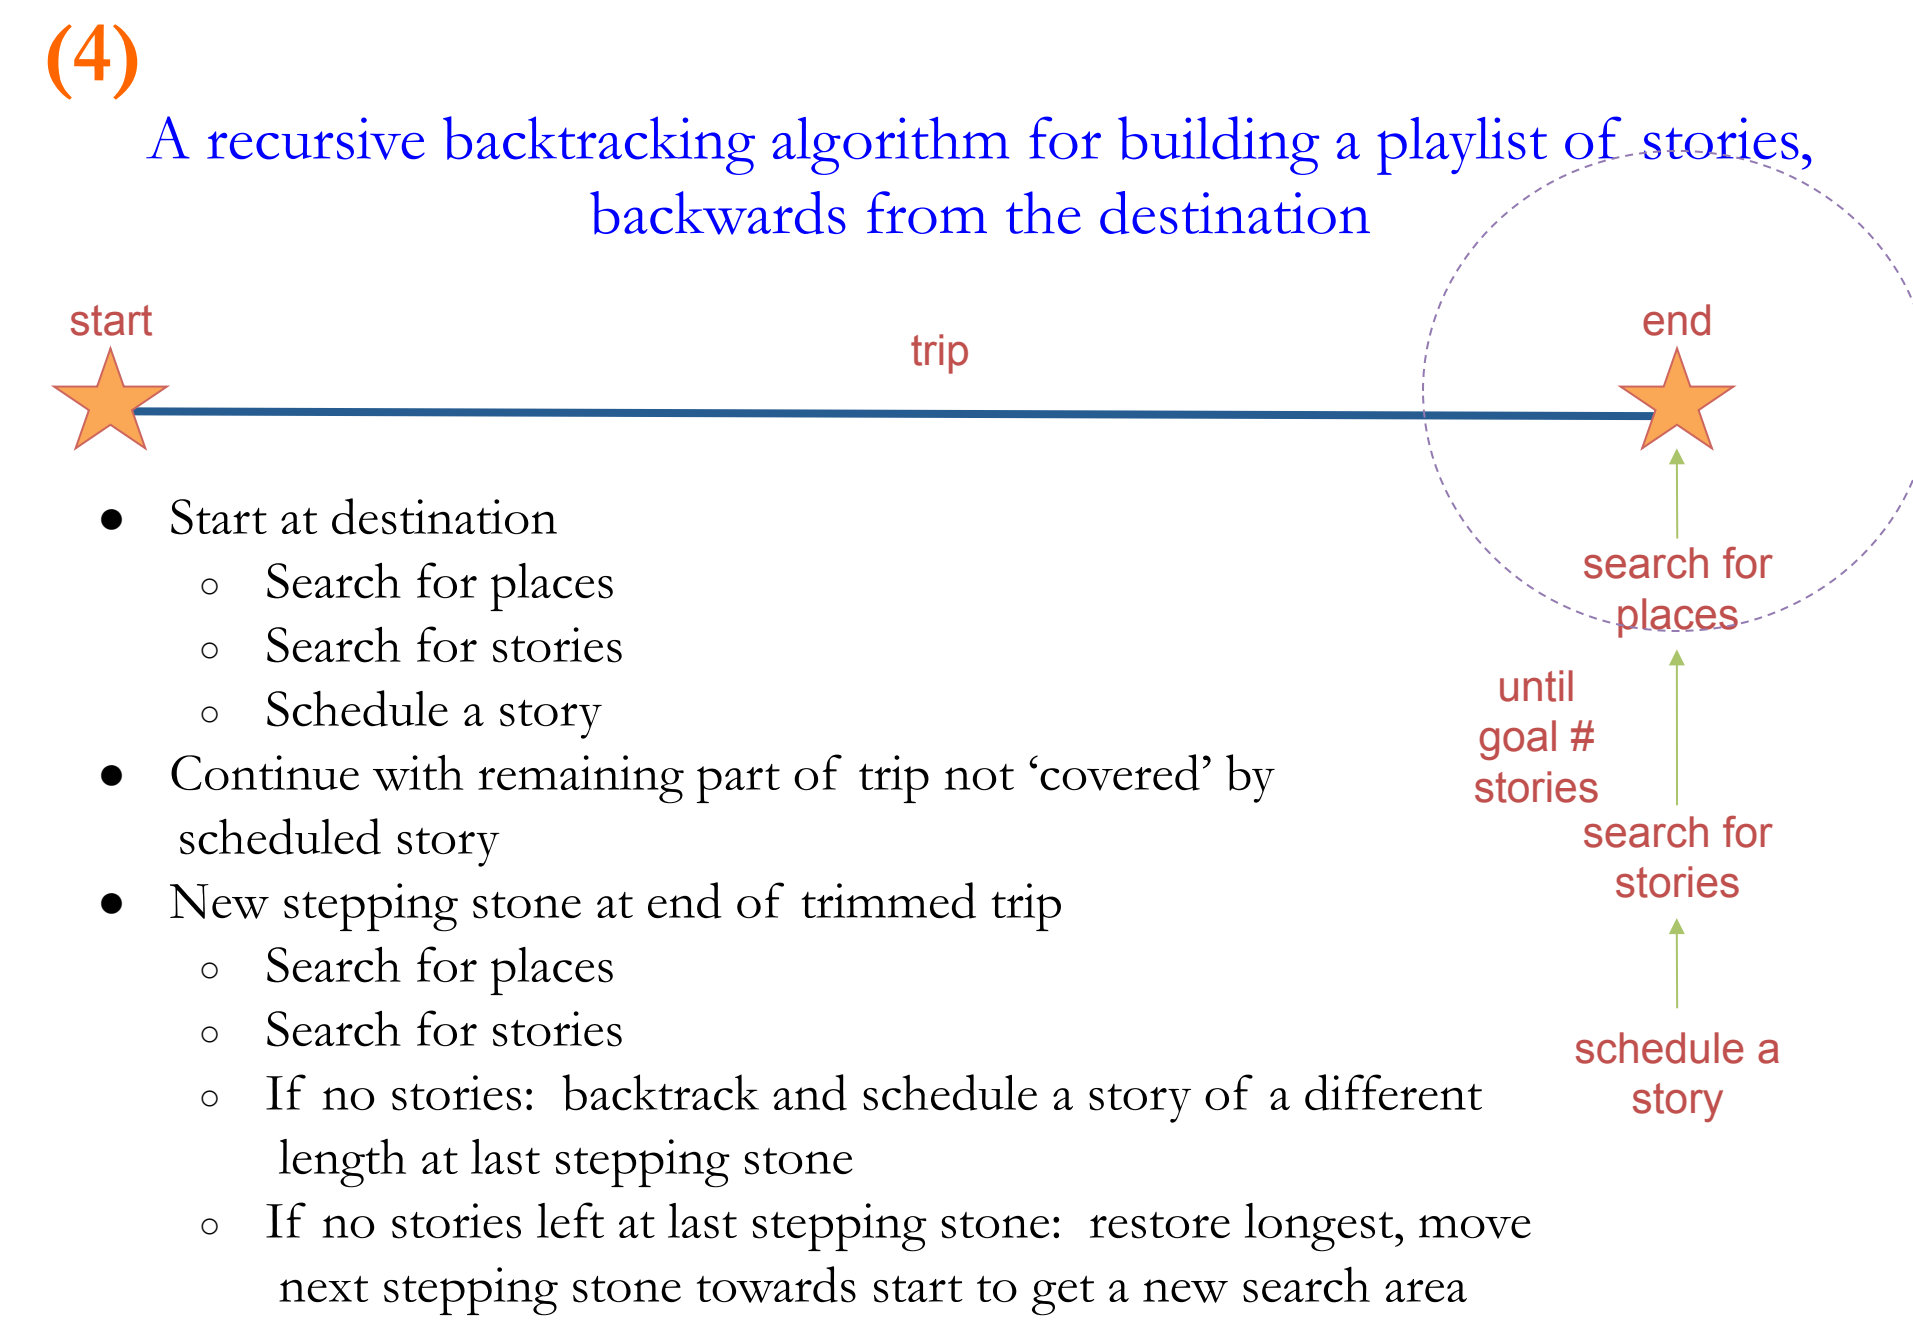 (4)
A recursive backtracking algorithm for building a playlist of stories,
backwards from the destination
start
trip
end
● Start at destination
○ Search for places
○ Search for stories
○ Schedule a story
● Continue with remaining part of trip not ‘covered’ by
scheduled story
● New stepping stone at end of trimmed trip
○ Search for places
○ Search for stories
○ If no stories: backtrack and schedule a story of a different
length at last stepping stone
○ If no stories left at last stepping stone: restore longest, move
next stepping stone towards start to get a new search area
search for
places
until
goal #
stories
search for
stories
schedule a
story